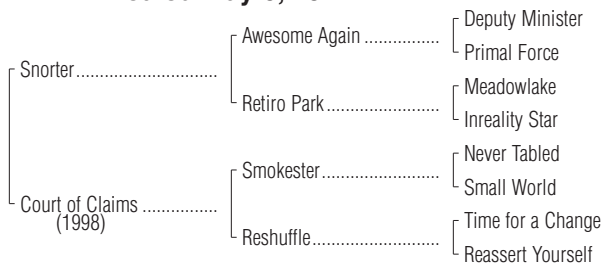 Awesome Again
Deputy Minister
Primal Force
Snorter
Retiro Park
Meadowlake
Inreality Star
Court of Claims
(1998)
Smokester
Never Tabled
Small World
Reshuffle
Time for a Change
Reassert Yourself